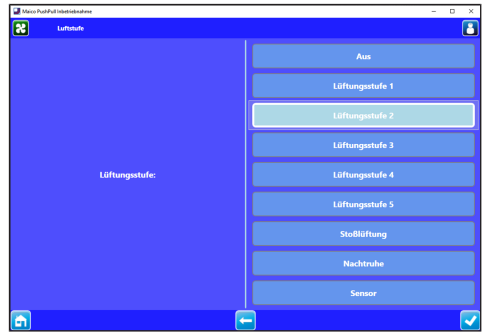 Maico PushPull Inbetriebnahme
Luftstufe
Aus
Lüftungsstufe 1
Lüftungsstufe 2
Lüftungsstufe 3
Lüftungsstufe:
Lüftungsstufe 4
Lüftungsstufe 5
Stoßlüftung
Nachtruhe
Sensor